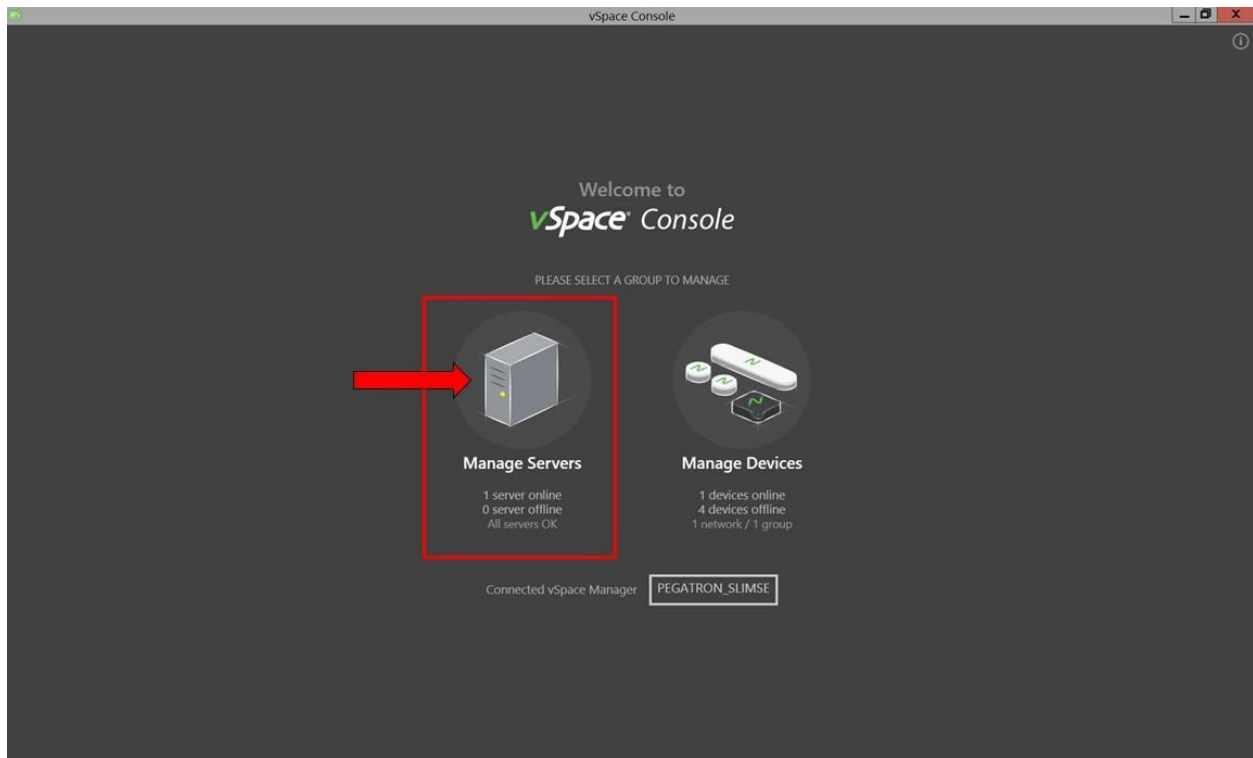 vSpace Console
Welcome to
vSpace® Console
PLEASE SELECT A GROUP TO MANAGE
Manage Servers
1 server online
0 server offline
All servers OK
Manage Devices
1 devices online
4 devices offline
1 network / 1 group
Connected vSpace Manager PEGATRON_SLIMSE